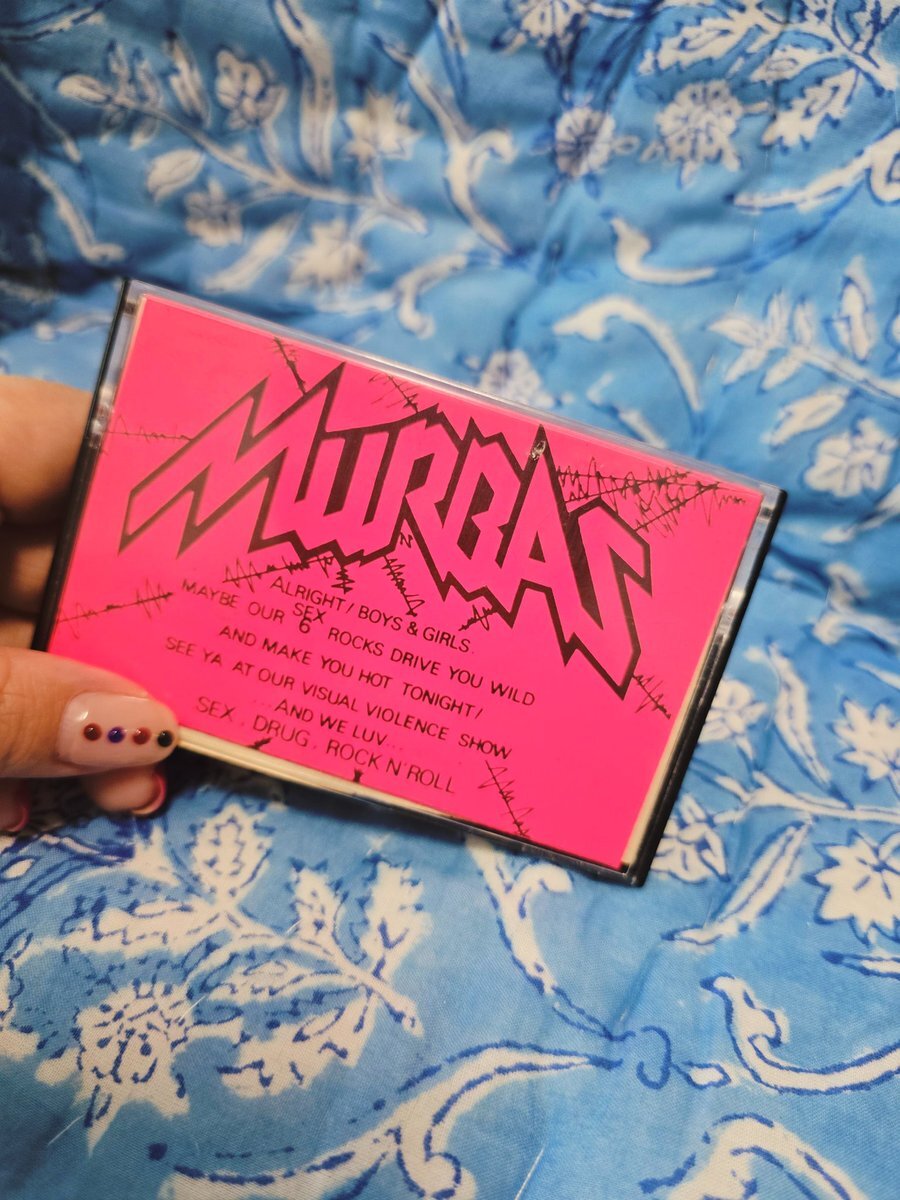 MURBAS
ALRIGHT! BOYS & GIRLS.
SEX
MAYBE OUR 6 ROCKS DRIVE YOU WILD
AND MAKE YOU HOT TONIGHT!
SEE YA AT OUR VISUAL VIOLENCE SHOW
...AND WE LUV...
SEX, DRUG, ROCK N'ROLL